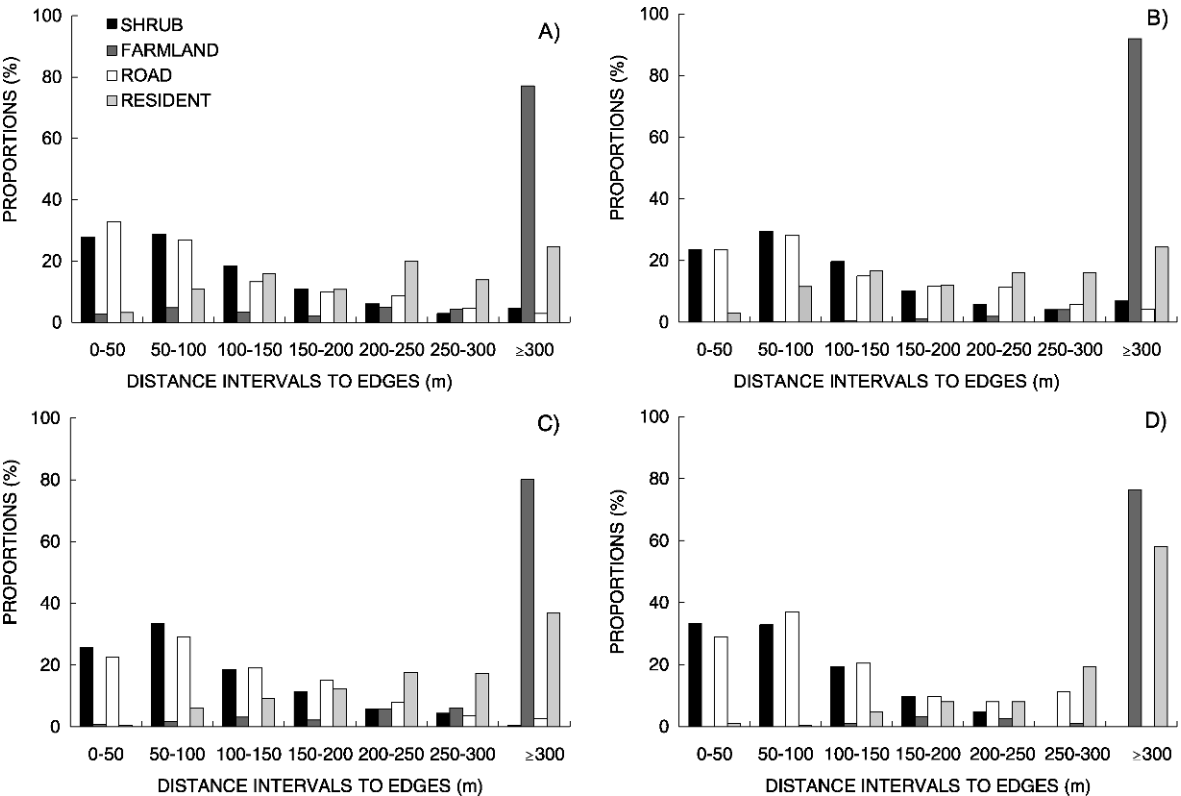 A)
PROPORTIONS (%)
100
80
60
40
20
0
SHRUB
FARMLAND
ROAD
RESIDENT
0-50 50-100 100-150 150-200 200-250 250-300 ≥300
DISTANCE INTERVALS TO EDGES (m)
B)
PROPORTIONS (%)
100
80
60
40
20
0
0-50 50-100 100-150 150-200 200-250 250-300 ≥300
DISTANCE INTERVALS TO EDGES (m)
C)
PROPORTIONS (%)
100
80
60
40
20
0
0-50 50-100 100-150 150-200 200-250 250-300 ≥300
DISTANCE INTERVALS TO EDGES (m)
D)
PROPORTIONS (%)
100
80
60
40
20
0
0-50 50-100 100-150 150-200 200-250 250-300 ≥300
DISTANCE INTERVALS TO EDGES (m)